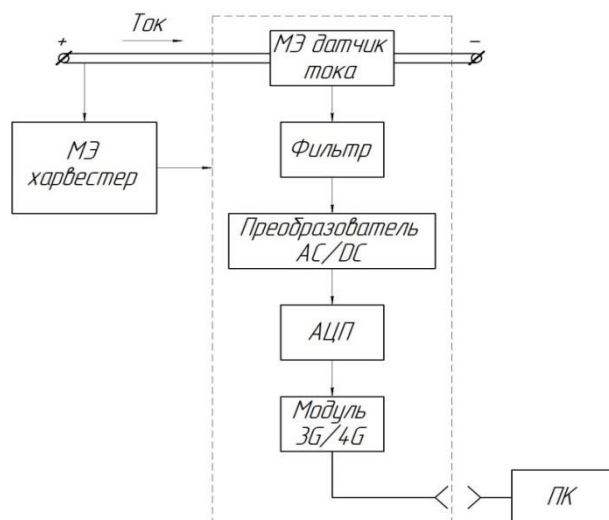 Ток
+
–
МЭ датчик
тока
МЭ
харвестер
Фильтр
Преобразователь
AC/DC
АЦП
Модуль
3G/4G
ПК